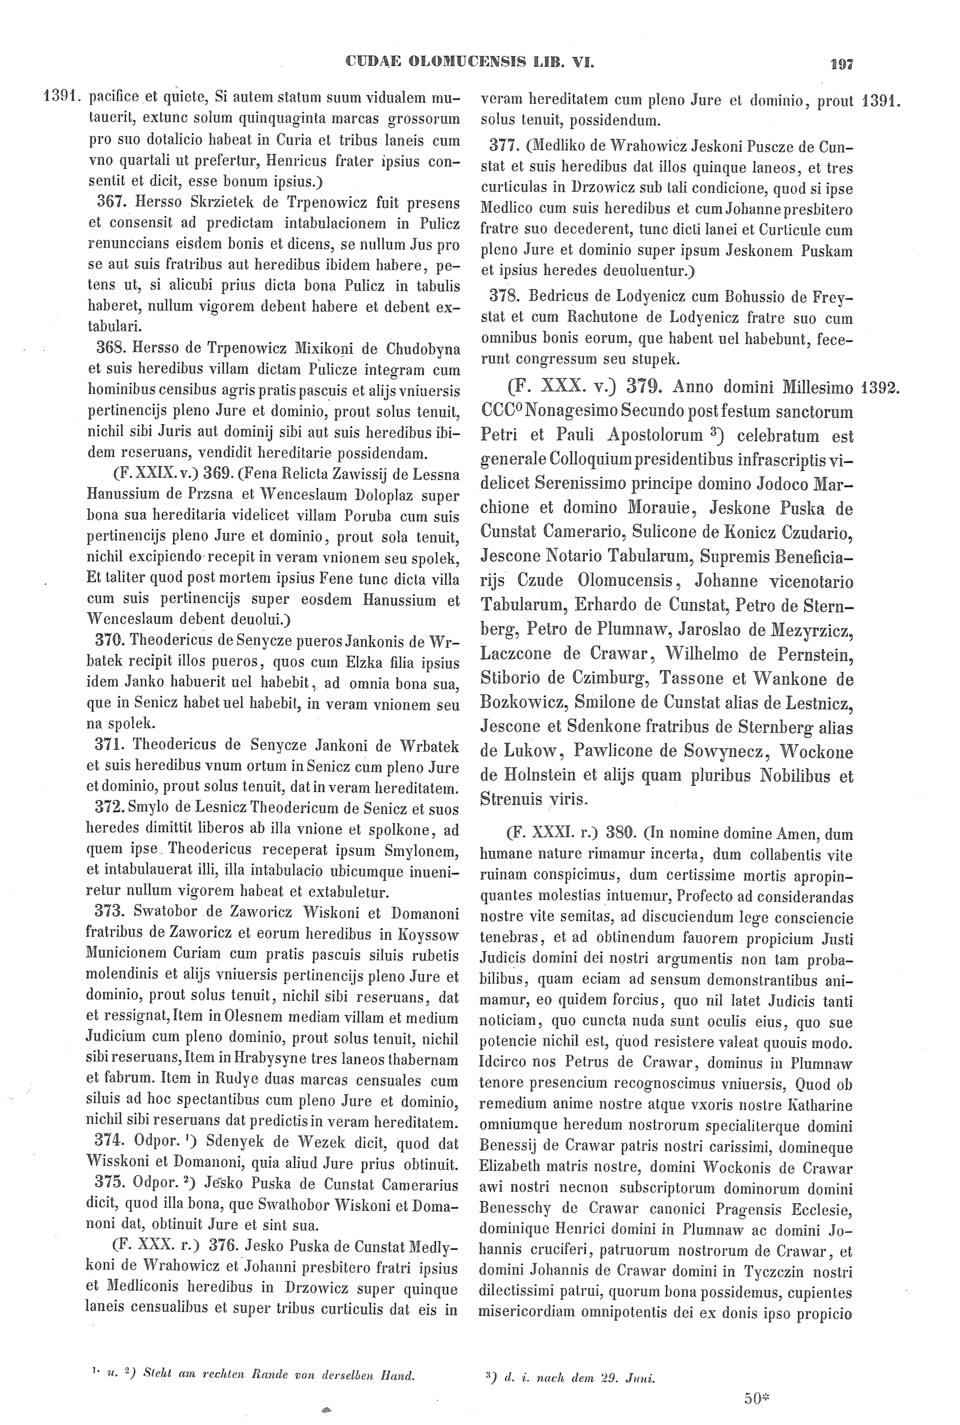 CUDAE OLOMUCENSIS LIB. VI.
197
1391. pacifice et quiete, Si autem statum suum vidualem mu-
tauerit, extunc solum quinquaginta marcas grossorum
pro suo dotalicio habeat in Curia et tribus laneis cum
vno quartali ut prefertur, Henricus frater ipsius con-
sentit et dicit, esse bonum ipsius.)
367. Hersso Skrzietek de Trpenowicz fuit presens
et consensit ad predictam intabulacionem in Pulicz
renunccians eisdem bonis et dicens, se nullum Jus pro
se aut suis fratribus aut heredibus ibidem habere, pe-
tens ut, si alicubi prius dicta bona Pulicz in tabulis
haberet, nullum vigorem debent habere et debent ex-
tabulari.
368. Hersso de Trpenowicz Mixikoni de Chudobyna
et suis heredibus villam dictam Pulicze integram cum
hominibus censibus agris pratis pascuis et alijs vniuersis
pertinencijs pleno Jure et dominio, prout solus tenuit,
nichil sibi Juris aut dominij sibi aut suis heredibus ibi-
dem reseruans, vendidit hereditarie possidendam.
(F. XXIX. v.) 369. (Fena Relicta Zawissij de Lessna
Hanussium de Przsna et Wenceslaum Doloplaz super
bona sua hereditaria videlicet villam Poruba cum suis
pertinencijs pleno Jure et dominio, prout sola tenuit,
nichil excipiendo recepit in veram vnionem seu spolek,
Et taliter quod post mortem ipsius Fene tunc dicta villa
cum suis pertinencijs super eosdem Hanussium et
Wenceslaum debent deuolui.)
370. Theodericus de Senycze pueros Jankonis de Wr-
batek recipit illos pueros, quos cum Elzka filia ipsius
idem Janko habuerit uel habebit, ad omnia bona sua,
que in Senicz habet uel habebit, in veram vnionem seu
na spolek.
371. Theodericus de Senycze Jankoni de Wrbatek
et suis heredibus vnum ortum in Senicz cum pleno Jure
et dominio, prout solus tenuit, dat in veram hereditatem.
372. Smylo de Lesnicz Theodericum de Senicz et suos
heredes dimittit liberos ab illa vnione et spolkone, ad
quem ipse Theodericus receperat ipsum Smylonem,
et intabulauerat illi, illa intabulacio ubicumque inueni-
retur nullum vigorem habeat et extabuletur.
373. Swatobor de Zaworicz Wiskoni et Domanoni
fratribus de Zaworicz et eorum heredibus in Koyssow
Municionem Curiam cum pratis pascuis siluis rubetis
molendinis et alijs vniuersis pertinencijs pleno Jure et
dominio, prout solus tenuit, nichil sibi reseruans, dat
et ressignat, Item in Olesnem mediam villam et medium
Judicium cum pleno dominio, prout solus tenuit, nichil
sibi reseruans, Item in Hrabysyne tres laneos thabernam
et fabrum. Item in Rudye duas marcas censuales cum
siluis ad hoc spectantibus cum pleno Jure et dominio,
nichil sibi reseruans dat predictis in veram hereditatem.
374. Odpor. 1) Sdenyek de Wezek dicit, quod dat
Wisskoni et Domanoni, quia aliud Jure prius obtinuit.
375. Odpor. 2) Jesko Puska de Cunstat Camerarius
dicit, quod illa bona, que Swathobor Wiskoni et Doma-
noni dat, obtinuit Jure et sint sua.
(F. XXX. r.) 376. Jesko Puska de Cunstat Medly-
koni de Wrahowicz et Johanni presbitero fratri ipsius
et Medliconis heredibus in Drzowicz super quinque
laneis censualibus et super tribus curticulis dat eis in
veram hereditatem cum pleno Jure et dominio, prout 1391.
solus tenuit, possidendum.
377. (Medliko de Wrahowicz Jeskoni Puscze de Cun-
stat et suis heredibus dat illos quinque laneos, et tres
curticulas in Drzowicz sub tali condicione, quod si ipse
Medlico cum suis heredibus et cum Johanne presbitero
fratre suo decederent, tunc dicti lanei et Curticule cum
pleno Jure et dominio super ipsum Jeskonem Puskam
et ipsius heredes deuoluentur.)
378. Bedricus de Lodyenicz cum Bohussio de Frey-
stat et cum Rachutone de Lodyenicz fratre suo cum
omnibus bonis eorum, que habent uel habebunt, fece-
runt congressum seu stupek.
(F. XXX. v.) 379. Anno domini Millesimo 1392.
CCCº Nonagesimo Secundo post festum sanctorum
Petri et Pauli Apostolorum 3) celebratum est
generale Colloquium presidentibus infrascriptis vi-
delicet Serenissimo principe domino Jodoco Mar-
chione et domino Morauie, Jeskone Puska de
Cunstat Camerario, Sulicone de Konicz Czudario,
Jescone Notario Tabularum, Supremis Beneficia-
rijs Czude Olomucensis, Johanne vicenotario
Tabularum, Erhardo de Cunstat, Petro de Stern-
berg, Petro de Plumnaw, Jaroslao de Mezyrzicz,
Laczcone de Crawar, Wilhelmo de Pernstein,
Stiborio de Czimburg, Tassone et Wankone de
Bozkowicz, Smilone de Cunstat alias de Lestnicz,
Jescone et Sdenkone fratribus de Sternberg alias
de Lukow, Pawlicone de Sowynecz, Wockone
de Holnstein et alijs quam pluribus Nobilibus et
Strenuis viris.
(F. XXXI. r.) 380. (In nomine domine Amen, dum
humane nature rimamur incerta, dum collabentis vite
ruinam conspicimus, dum certissime mortis apropin-
quantes molestias intuemur, Profecto ad considerandas
nostre vite semitas, ad discuciendum lege consciencie
tenebras, et ad obtinendum fauorem propicium Justi
Judicis domini dei nostri argumentis non tam proba-
bilibus, quam eciam ad sensum demonstrantibus ani-
mamur, eo quidem forcius, quo nil latet Judicis tanti
noticiam, quo cuncta nuda sunt oculis eius, quo sue
potencie nichil est, quod resistere valeat quouis modo.
Idcirco nos Petrus de Crawar, dominus in Plumnaw
tenore presencium recognoscimus vniuersis, Quod ob
remedium anime nostre atque vxoris nostre Katharine
omniumque heredum nostrorum specialiterque domini
Benessij de Crawar patris nostri carissimi, domineque
Elizabeth matris nostre, domini Wockonis de Crawar
awi nostri necnon subscriptorum dominorum domini
Benesschy de Crawar canonici Pragensis Ecclesie,
dominique Henrici domini in Plumnaw ac domini Jo-
hannis cruciferi, patruorum nostrorum de Crawar, et
domini Johannis de Crawar domini in Tyczczin nostri
dilectissimi patrui, quorum bona possidemus, cupientes
misericordiam omnipotentis dei ex donis ipso propicio
1. u. 2) Steht am rechten Rande von derselben Hand.
3) d. i. nach dem 29. Juni.
50*